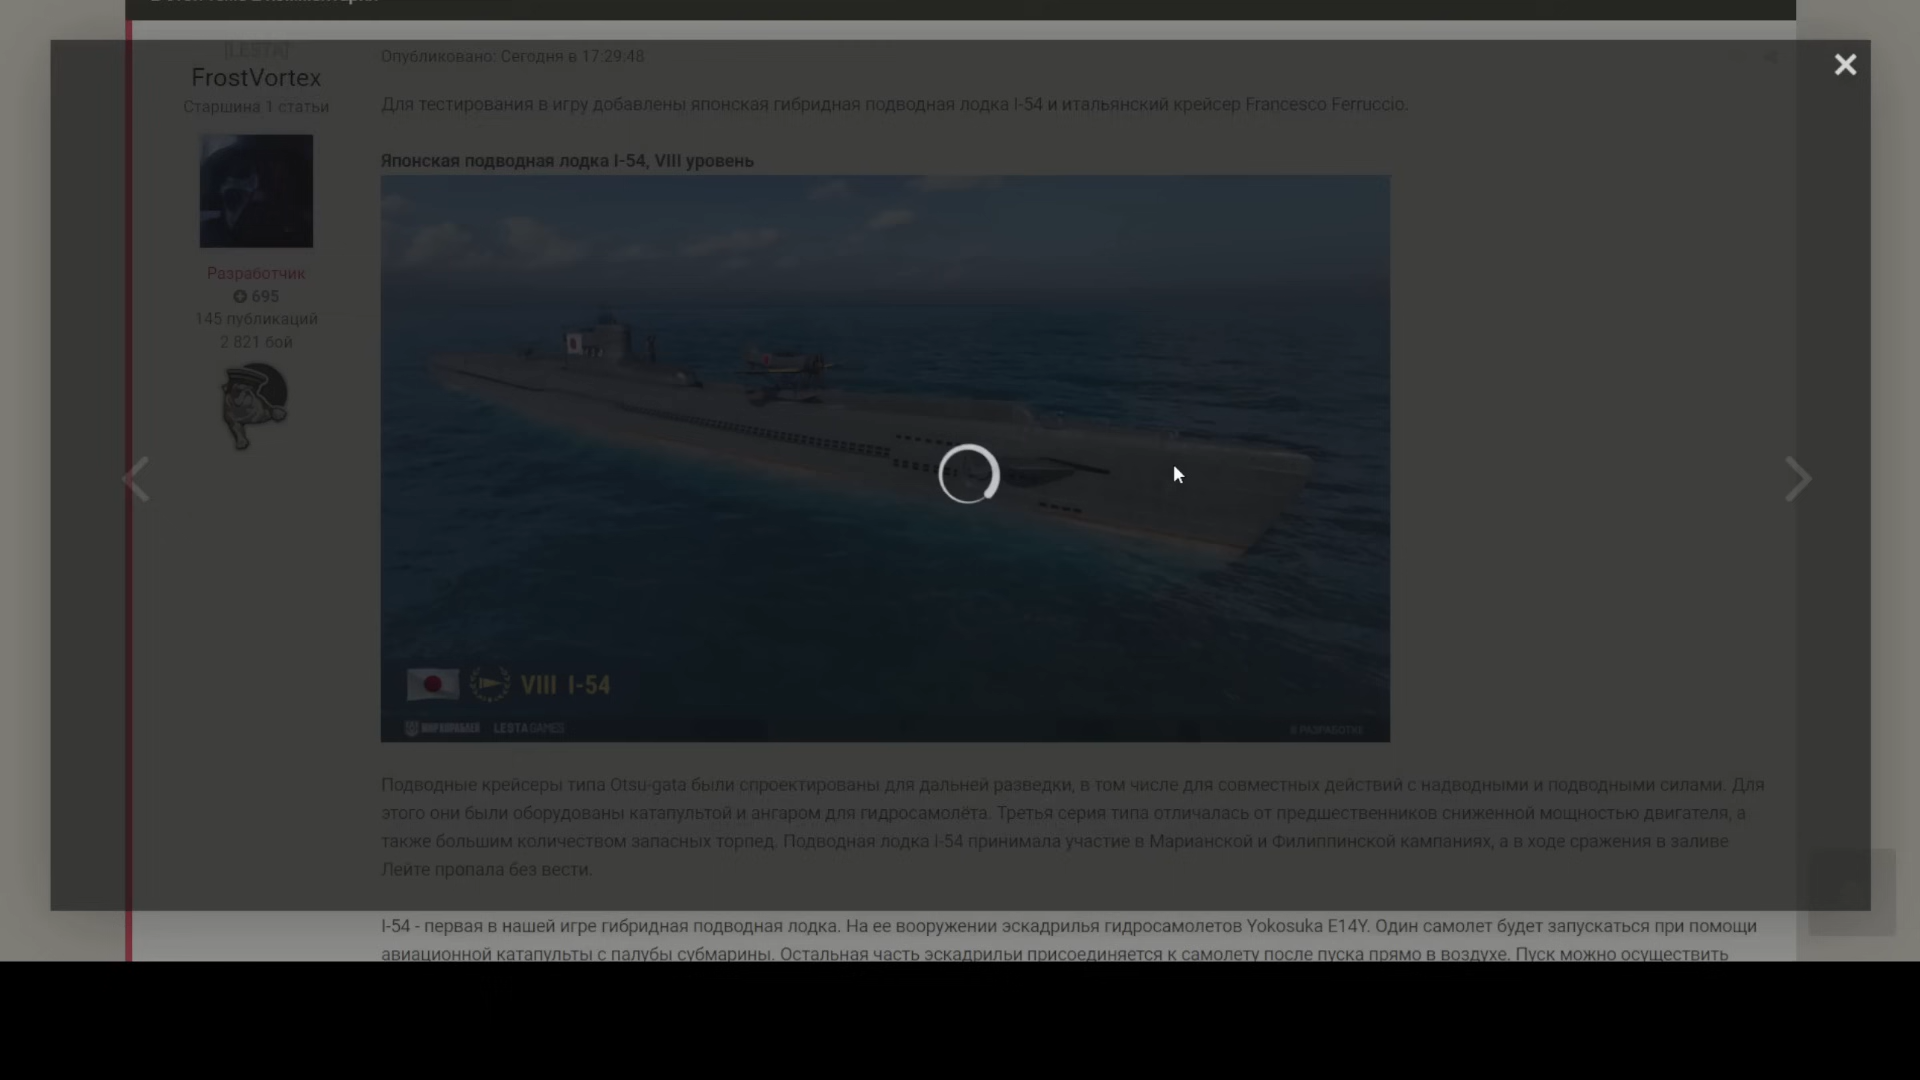 [LESTA]
FrostVortex
Старшина 1 статьи
Разработчик
695
145 публикаций
2 821 бой
Опубликовано: Сегодня в 17:29:48
Для тестирования в игру добавлены японская гибридная подводная лодка I-54 и итальянский крейсер Francesco Ferruccio.
Японская подводная лодка I-54, VIII уровень
VIII I-54
МИР КОРАБЛЕЙ LESTA GAMES
В РАЗРАБОТКЕ
Подводные крейсеры типа Otsu-gata были спроектированы для дальней разведки, в том числе для совместных действий с надводными и подводными силами. Для
этого они были оборудованы катапультой и ангаром для гидросамолёта. Третья серия типа отличалась от предшественников сниженной мощностью двигателя, а
также большим количеством запасных торпед. Подводная лодка I-54 принимала участие в Марианской и Филиппинской кампаниях, а в ходе сражения в заливе
Лейте пропала без вести.
I-54 - первая в нашей игре гибридная подводная лодка. На ее вооружении эскадрилья гидросамолетов Yokosuka E14Y. Один самолет будет запускаться при помощи
авиационной катапульты с палубы субмарины. Остальная часть эскадрильи присоединяется к самолету после пуска прямо в воздухе. Пуск можно осуществить